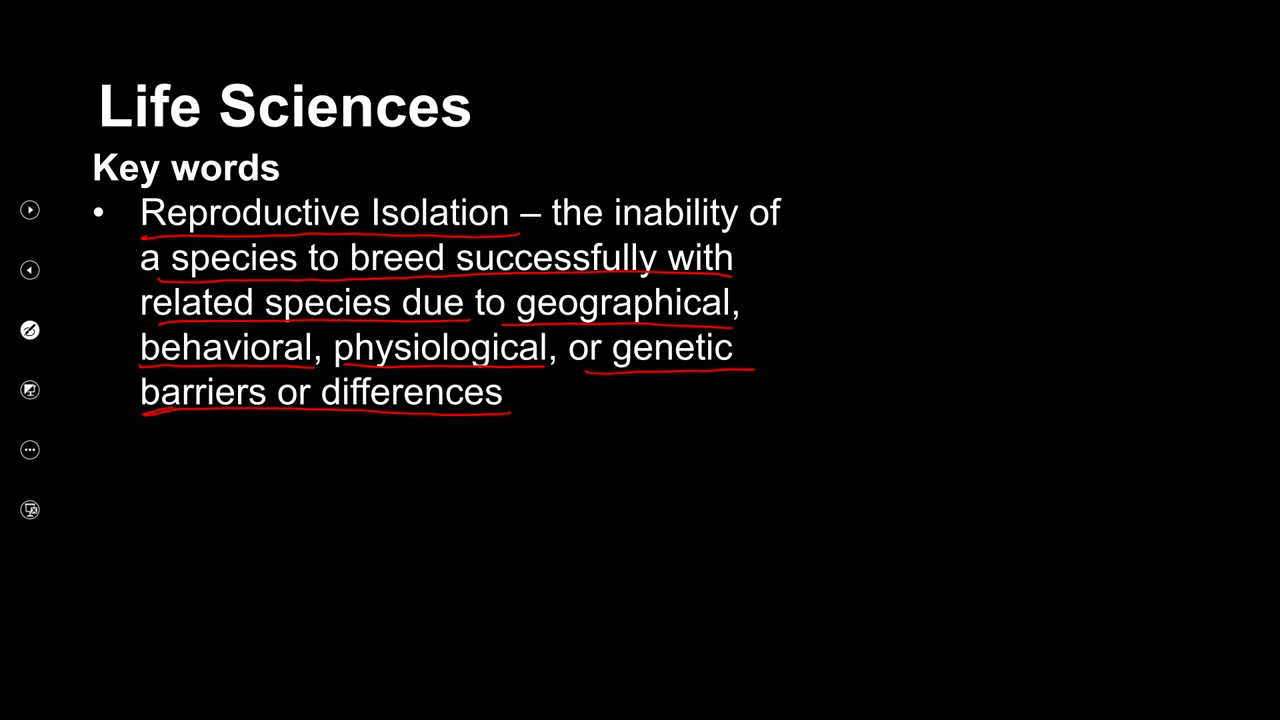 Life Sciences
Key words
• Reproductive Isolation – the inability of
a species to breed successfully with
related species due to geographical,
behavioral, physiological, or genetic
barriers or differences